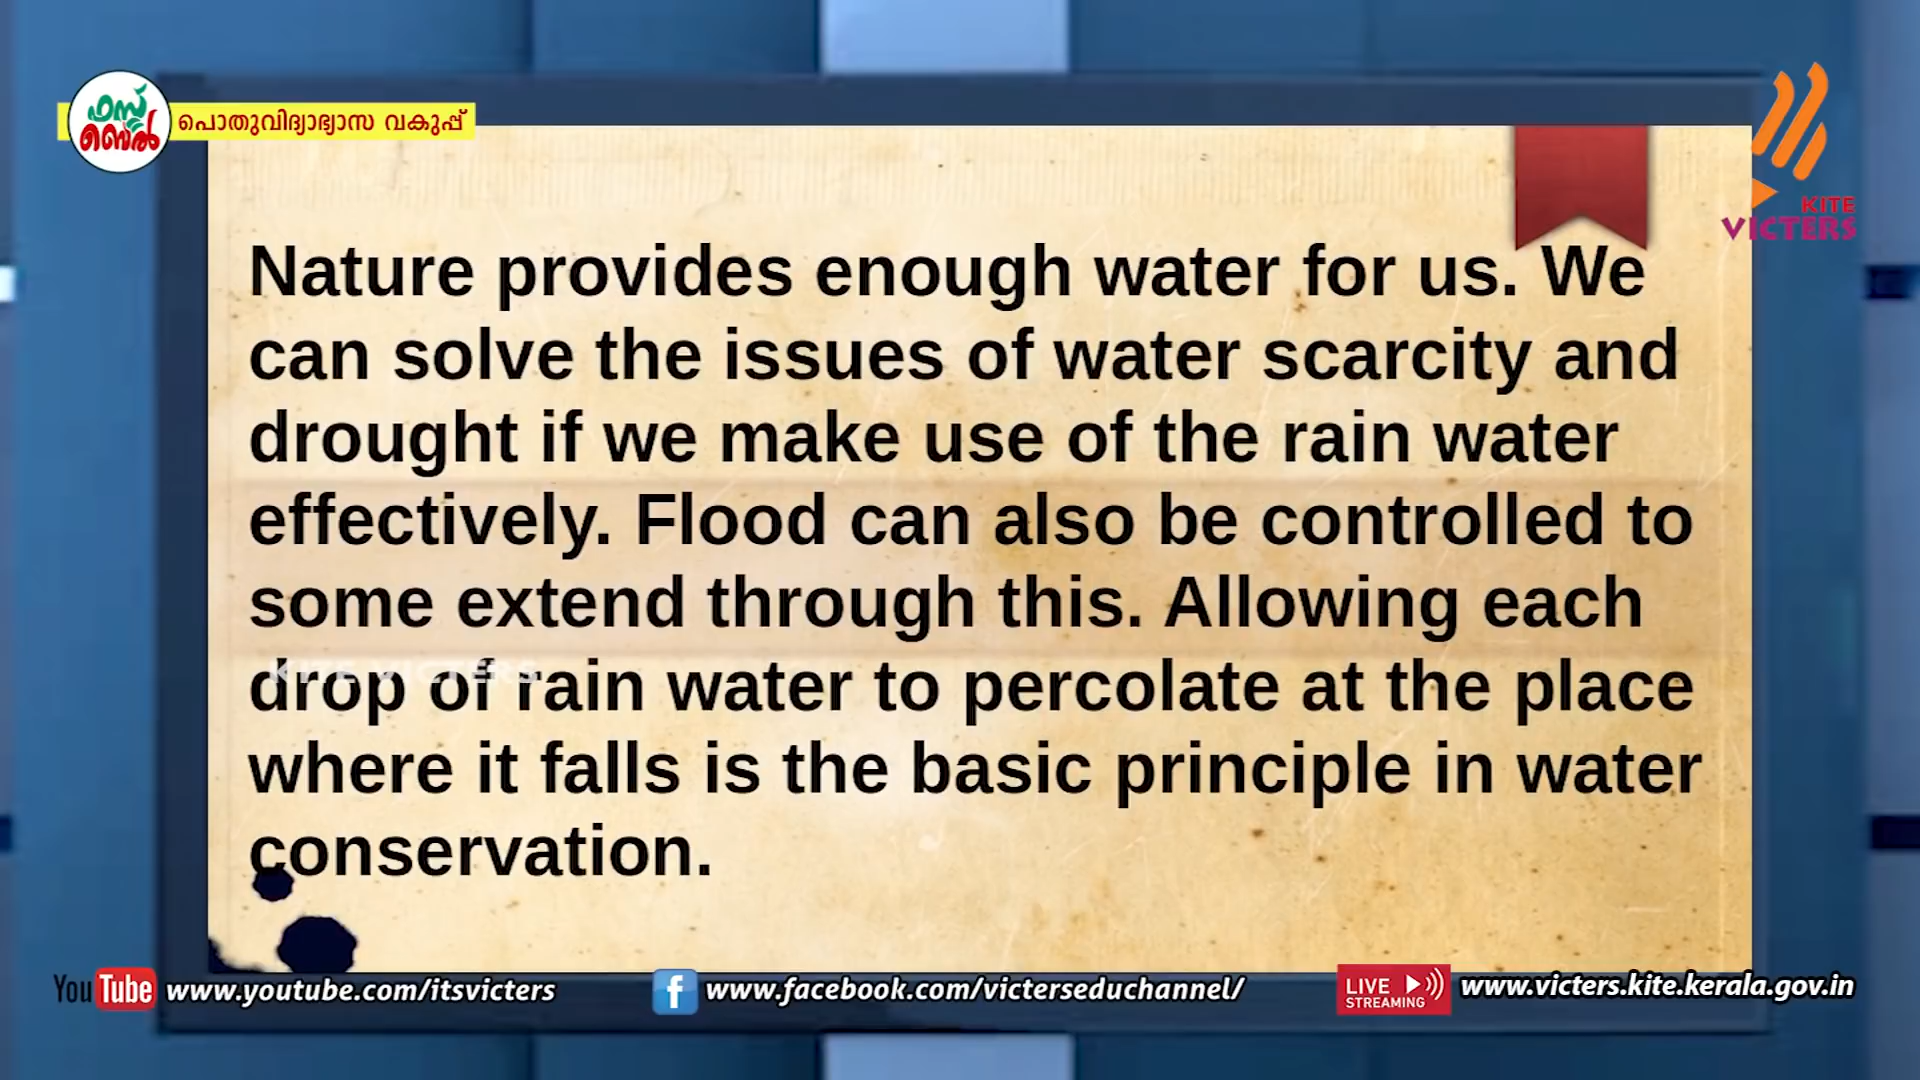 ഫസ്റ്റ്
ബെൽ
പൊതുവിദ്യാഭ്യാസ വകുപ്പ്
KITE
VICTERS
Nature provides enough water for us. We
can solve the issues of water scarcity and
drought if we make use of the rain water
effectively. Flood can also be controlled to
some extend through this. Allowing each
KITE VICTERS
drop of rain water to percolate at the place
where it falls is the basic principle in water
conservation.
YouTube www.youtube.com/itsvicters
f www.facebook.com/victerseduchannel/
LIVE STREAMING www.victers.kite.kerala.gov.in